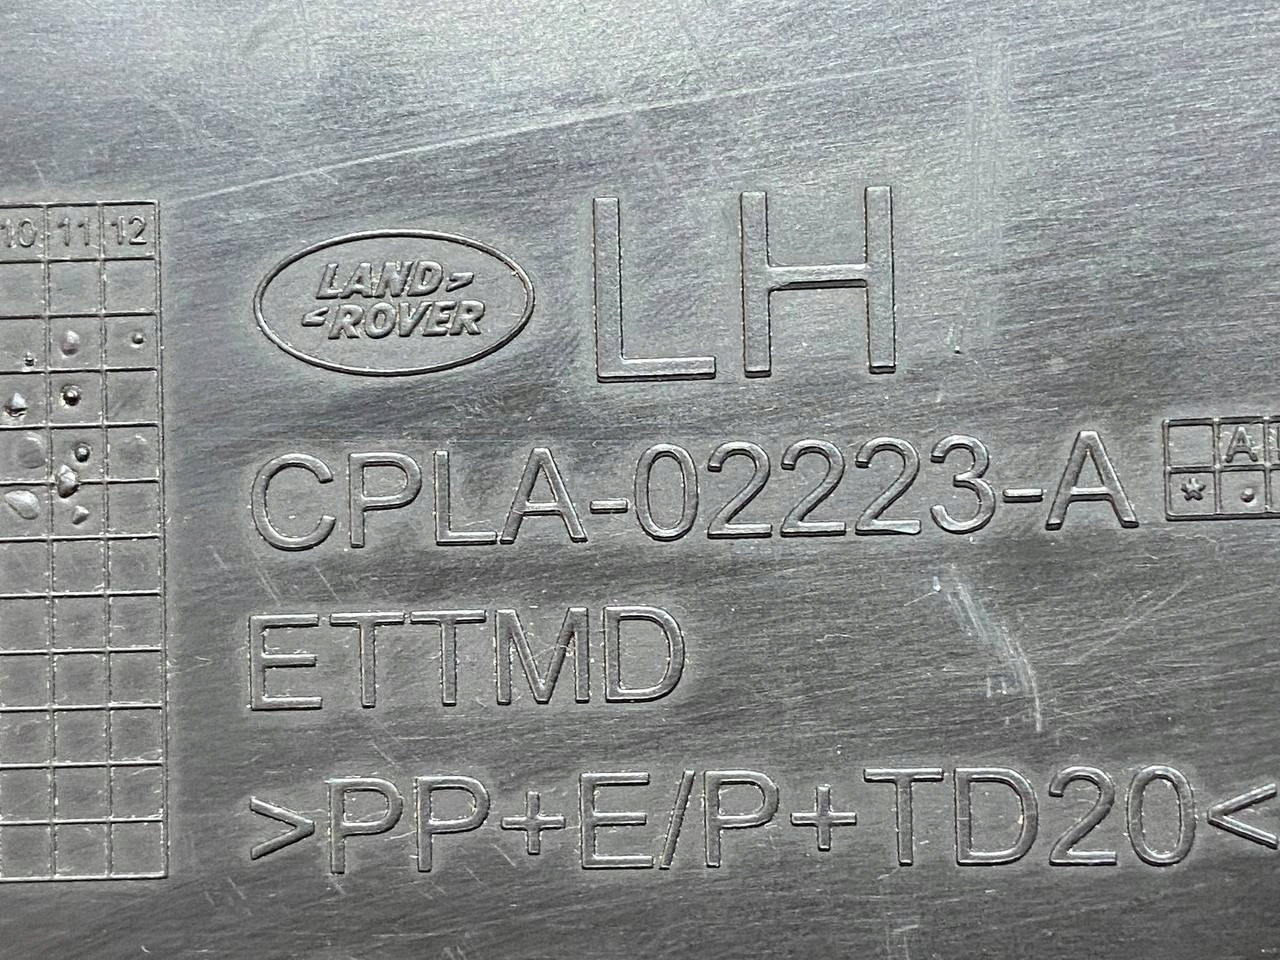 10 11 12
LAND
ROVER
LH
CPLA-02223-A
A
ETTMD
>PP+E/P+TD20<